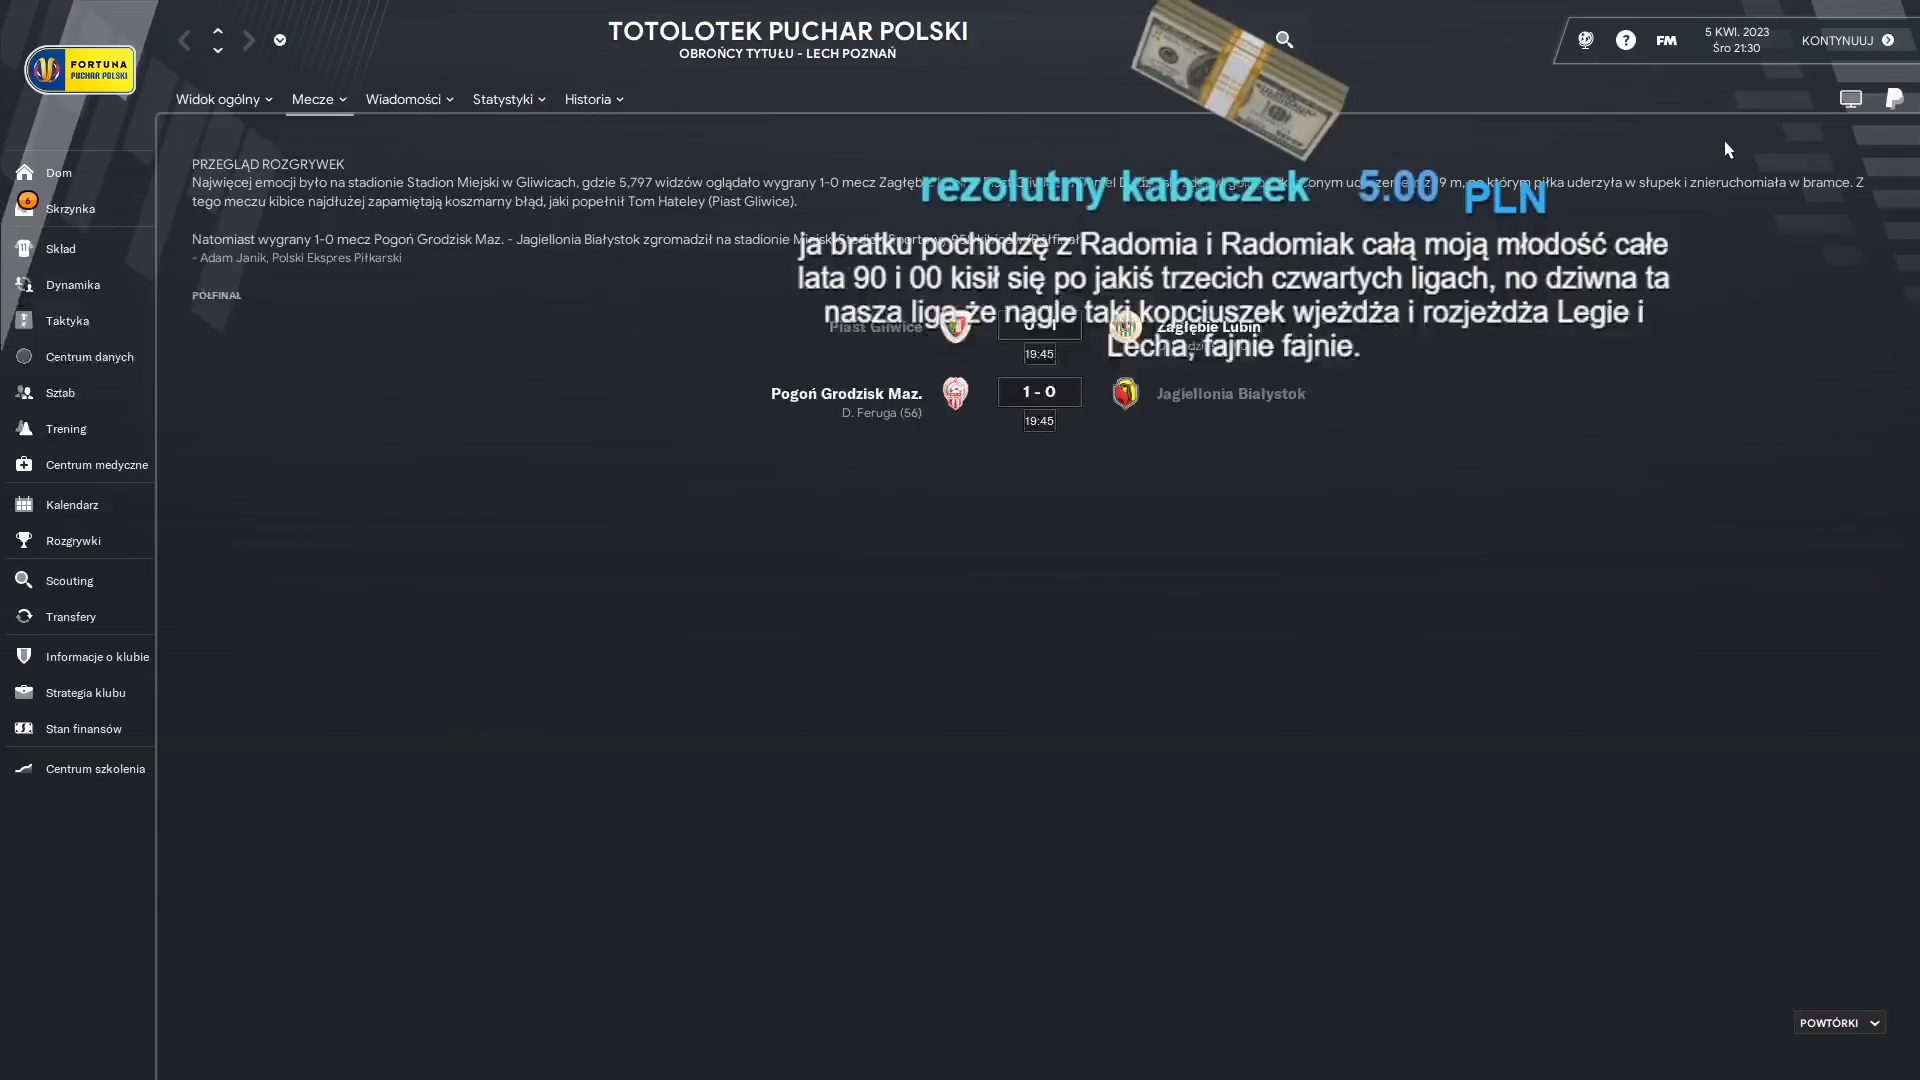 TOTOLOTEK PUCHAR POLSKI
OBROŃCY TYTUŁU - LECH POZNAŃ
FORTUNA
PUCHAR POLSKI
FM
5 KWI. 2023
Śro 21:30
KONTYNUUJ
Widok ogólny
Mecze
Wiadomości
Statystyki
Historia
Dom
6
Skrzynka
Skład
Dynamika
Taktyka
Centrum danych
Sztab
Trening
Centrum medyczne
Kalendarz
Rozgrywki
Scouting
Transfery
Informacje o klubie
Strategia klubu
Stan finansów
Centrum szkolenia
PRZEGLĄD ROZGRYWEK
Najwięcej emocji było na stadionie Stadion Miejski w Gliwicach, gdzie 5,797 widzów oglądało wygrany 1-0 mecz po którym piłka uderzyła w słupek i znieruchomiała w bramce. Z
tego meczu kibice najdłużej zapamiętają koszmarny błąd, jaki popełnił Tom Hateley (Piast Gliwice).
Natomiast wygrany 1-0 mecz Pogoń Grodzisk Maz. - Jagiellonia Białystok zgromadził na stadionie
- Adam Janik, Polski Ekspres Piłkarski
PÓŁFINAŁ
rezolutny kabaczek 5.00 PLN
ja bratku pochodzę z Radomia i Radomiak całą moją młodość całe
lata 90 i 00 kisił się po jakiś trzecich czwartych ligach, no dziwna ta
nasza liga że nagle taki kopciuszek wjeżdża i rozjeżdża Legie i
Lecha, fajnie fajnie.
Piast Gliwice 0 - 1 Zagłębie Lubin
19:45
Pogoń Grodzisk Maz. 1 - 0 Jagiellonia Białystok
D. Feruga (56)
19:45
POWTÓRKI